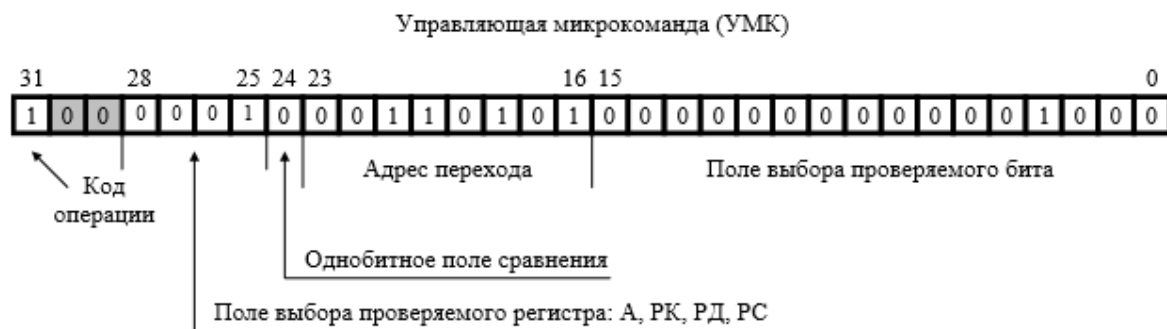 Управляющая микрокоманда (УМК)
31 28 25 24 23 16 15 0
1 0 0 0 0 0 1 0 0 0 1 1 0 1 0 1 0 0 0 0 0 0 0 0 0 0 0 0 1 0 0 0
Код операции
Адрес перехода
Поле выбора проверяемого бита
Однобитное поле сравнения
Поле выбора проверяемого регистра: А, РК, РД, РС